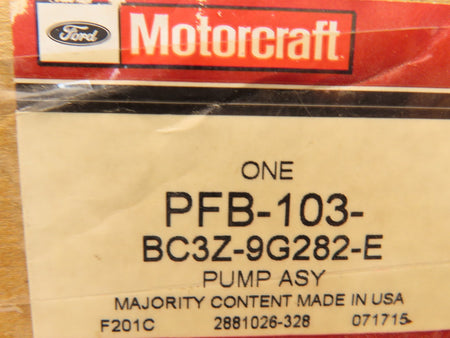 Ford Motorcraft
ONE
PFB-103-
BC3Z-9G282-E
PUMP ASY
MAJORITY CONTENT MADE IN USA
F201C 2881026-328 071715